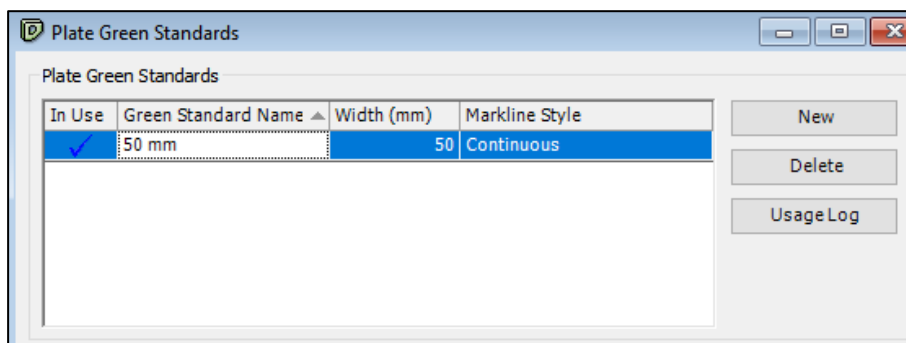 Plate Green Standards
Plate Green Standards
In Use Green Standard Name Width (mm) Markline Style New
50 mm 50 Continuous
Delete
Usage Log